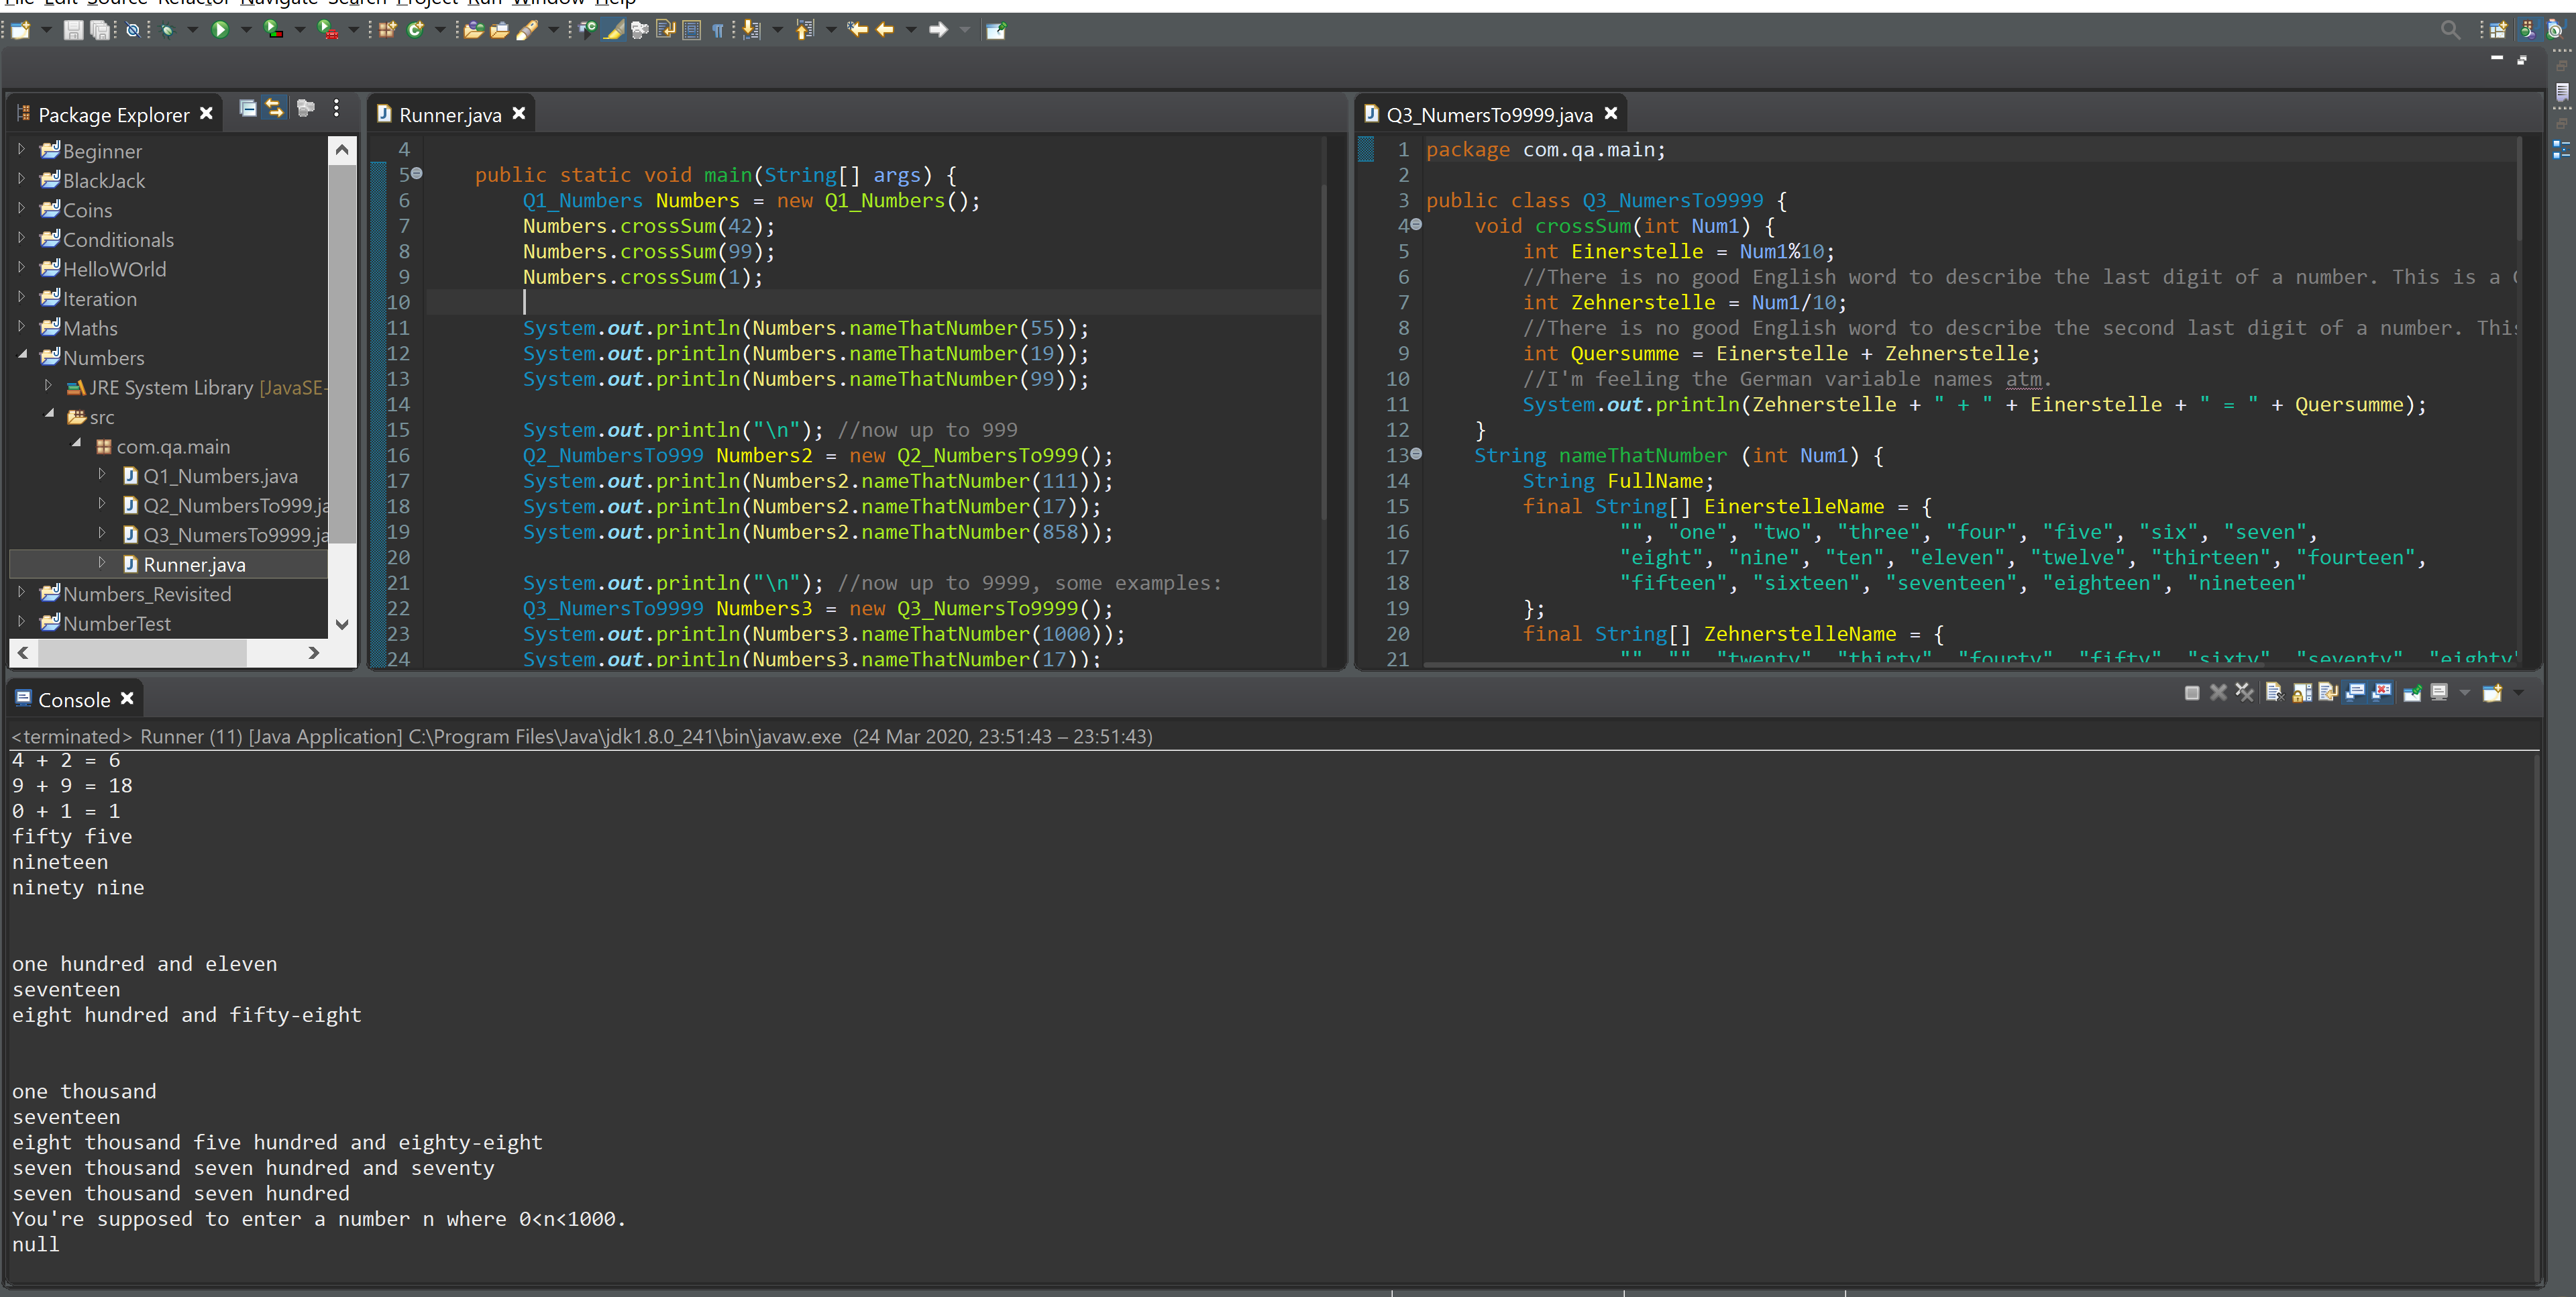 File Edit Source Refactor Navigate Search Project Run Window Help
Package Explorer
Beginner
BlackJack
Coins
Conditionals
HelloWOrld
Iteration
Maths
Numbers
JRE System Library [JavaSE-
src
com.qa.main
Q1_Numbers.java
Q2_NumbersTo999.ja
Q3_NumersTo9999.ja
Runner.java
Numbers_Revisited
NumberTest
Runner.java
4
5 public static void main(String[] args) {
6 Q1_Numbers Numbers = new Q1_Numbers();
7 Numbers.crossSum(42);
8 Numbers.crossSum(99);
9 Numbers.crossSum(1);
10
11 System.out.println(Numbers.nameThatNumber(55));
12 System.out.println(Numbers.nameThatNumber(19));
13 System.out.println(Numbers.nameThatNumber(99));
14
15 System.out.println("\n"); //now up to 999
16 Q2_NumbersTo999 Numbers2 = new Q2_NumbersTo999();
17 System.out.println(Numbers2.nameThatNumber(111));
18 System.out.println(Numbers2.nameThatNumber(17));
19 System.out.println(Numbers2.nameThatNumber(858));
20
21 System.out.println("\n"); //now up to 9999, some examples:
22 Q3_NumersTo9999 Numbers3 = new Q3_NumersTo9999();
23 System.out.println(Numbers3.nameThatNumber(1000));
24 System.out.println(Numbers3.nameThatNumber(17));
Q3_NumersTo9999.java
1 package com.qa.main;
2
3 public class Q3_NumersTo9999 {
4 void crossSum(int Num1) {
5 int Einerstelle = Num1%10;
6 //There is no good English word to describe the last digit of a number. This is a
7 int Zehnerstelle = Num1/10;
8 //There is no good English word to describe the second last digit of a number. This
9 int Quersumme = Einerstelle + Zehnerstelle;
10 //I'm feeling the German variable names atm.
11 System.out.println(Zehnerstelle + " + " + Einerstelle + " = " + Quersumme);
12 }
13 String nameThatNumber (int Num1) {
14 String FullName;
15 final String[] EinerstelleName = {
16 "", "one", "two", "three", "four", "five", "six", "seven",
17 "eight", "nine", "ten", "eleven", "twelve", "thirteen", "fourteen",
18 "fifteen", "sixteen", "seventeen", "eighteen", "nineteen"
19 };
20 final String[] ZehnerstelleName = {
21 "", "", "twenty", "thirty", "fourty", "fifty", "sixty", "seventy", "eighty"
Console
<terminated> Runner (11) [Java Application] C:\Program Files\Java\jdk1.8.0_241\bin\javaw.exe (24 Mar 2020, 23:51:43 – 23:51:43)
4 + 2 = 6
9 + 9 = 18
0 + 1 = 1
fifty five
nineteen
ninety nine
one hundred and eleven
seventeen
eight hundred and fifty-eight
one thousand
seventeen
eight thousand five hundred and eighty-eight
seven thousand seven hundred and seventy
seven thousand seven hundred
You're supposed to enter a number n where 0<n<1000.
null